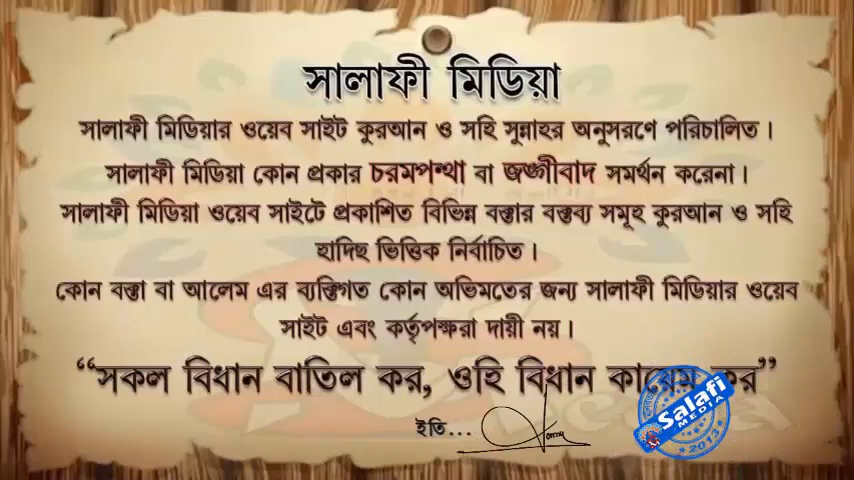 সালাফী মিডিয়া
সালাফী মিডিয়ার ওয়েব সাইট কুরআন ও সহি সুন্নাহর অনুসরণে পরিচালিত।
সালাফী মিডিয়া কোন প্রকার চরমপন্থা বা জঙ্গীবাদ সমর্থন করেনা।
সালাফী মিডিয়া ওয়েব সাইটে প্রকাশিত বিভিন্ন বক্তার বক্তব্য সমূহ কুরআন ও সহি
হাদিছ ভিত্তিক নির্বাচিত।
কোন বক্তা বা আলেম এর ব্যক্তিগত কোন অভিমতের জন্য সালাফী মিডিয়ার ওয়েব
সাইট এবং কর্তৃপক্ষরা দায়ী নয়।
“সকল বিধান বাতিল কর, ওহি বিধান কায়েম কর”
ইতি...
Salafi
MEDIA
2013